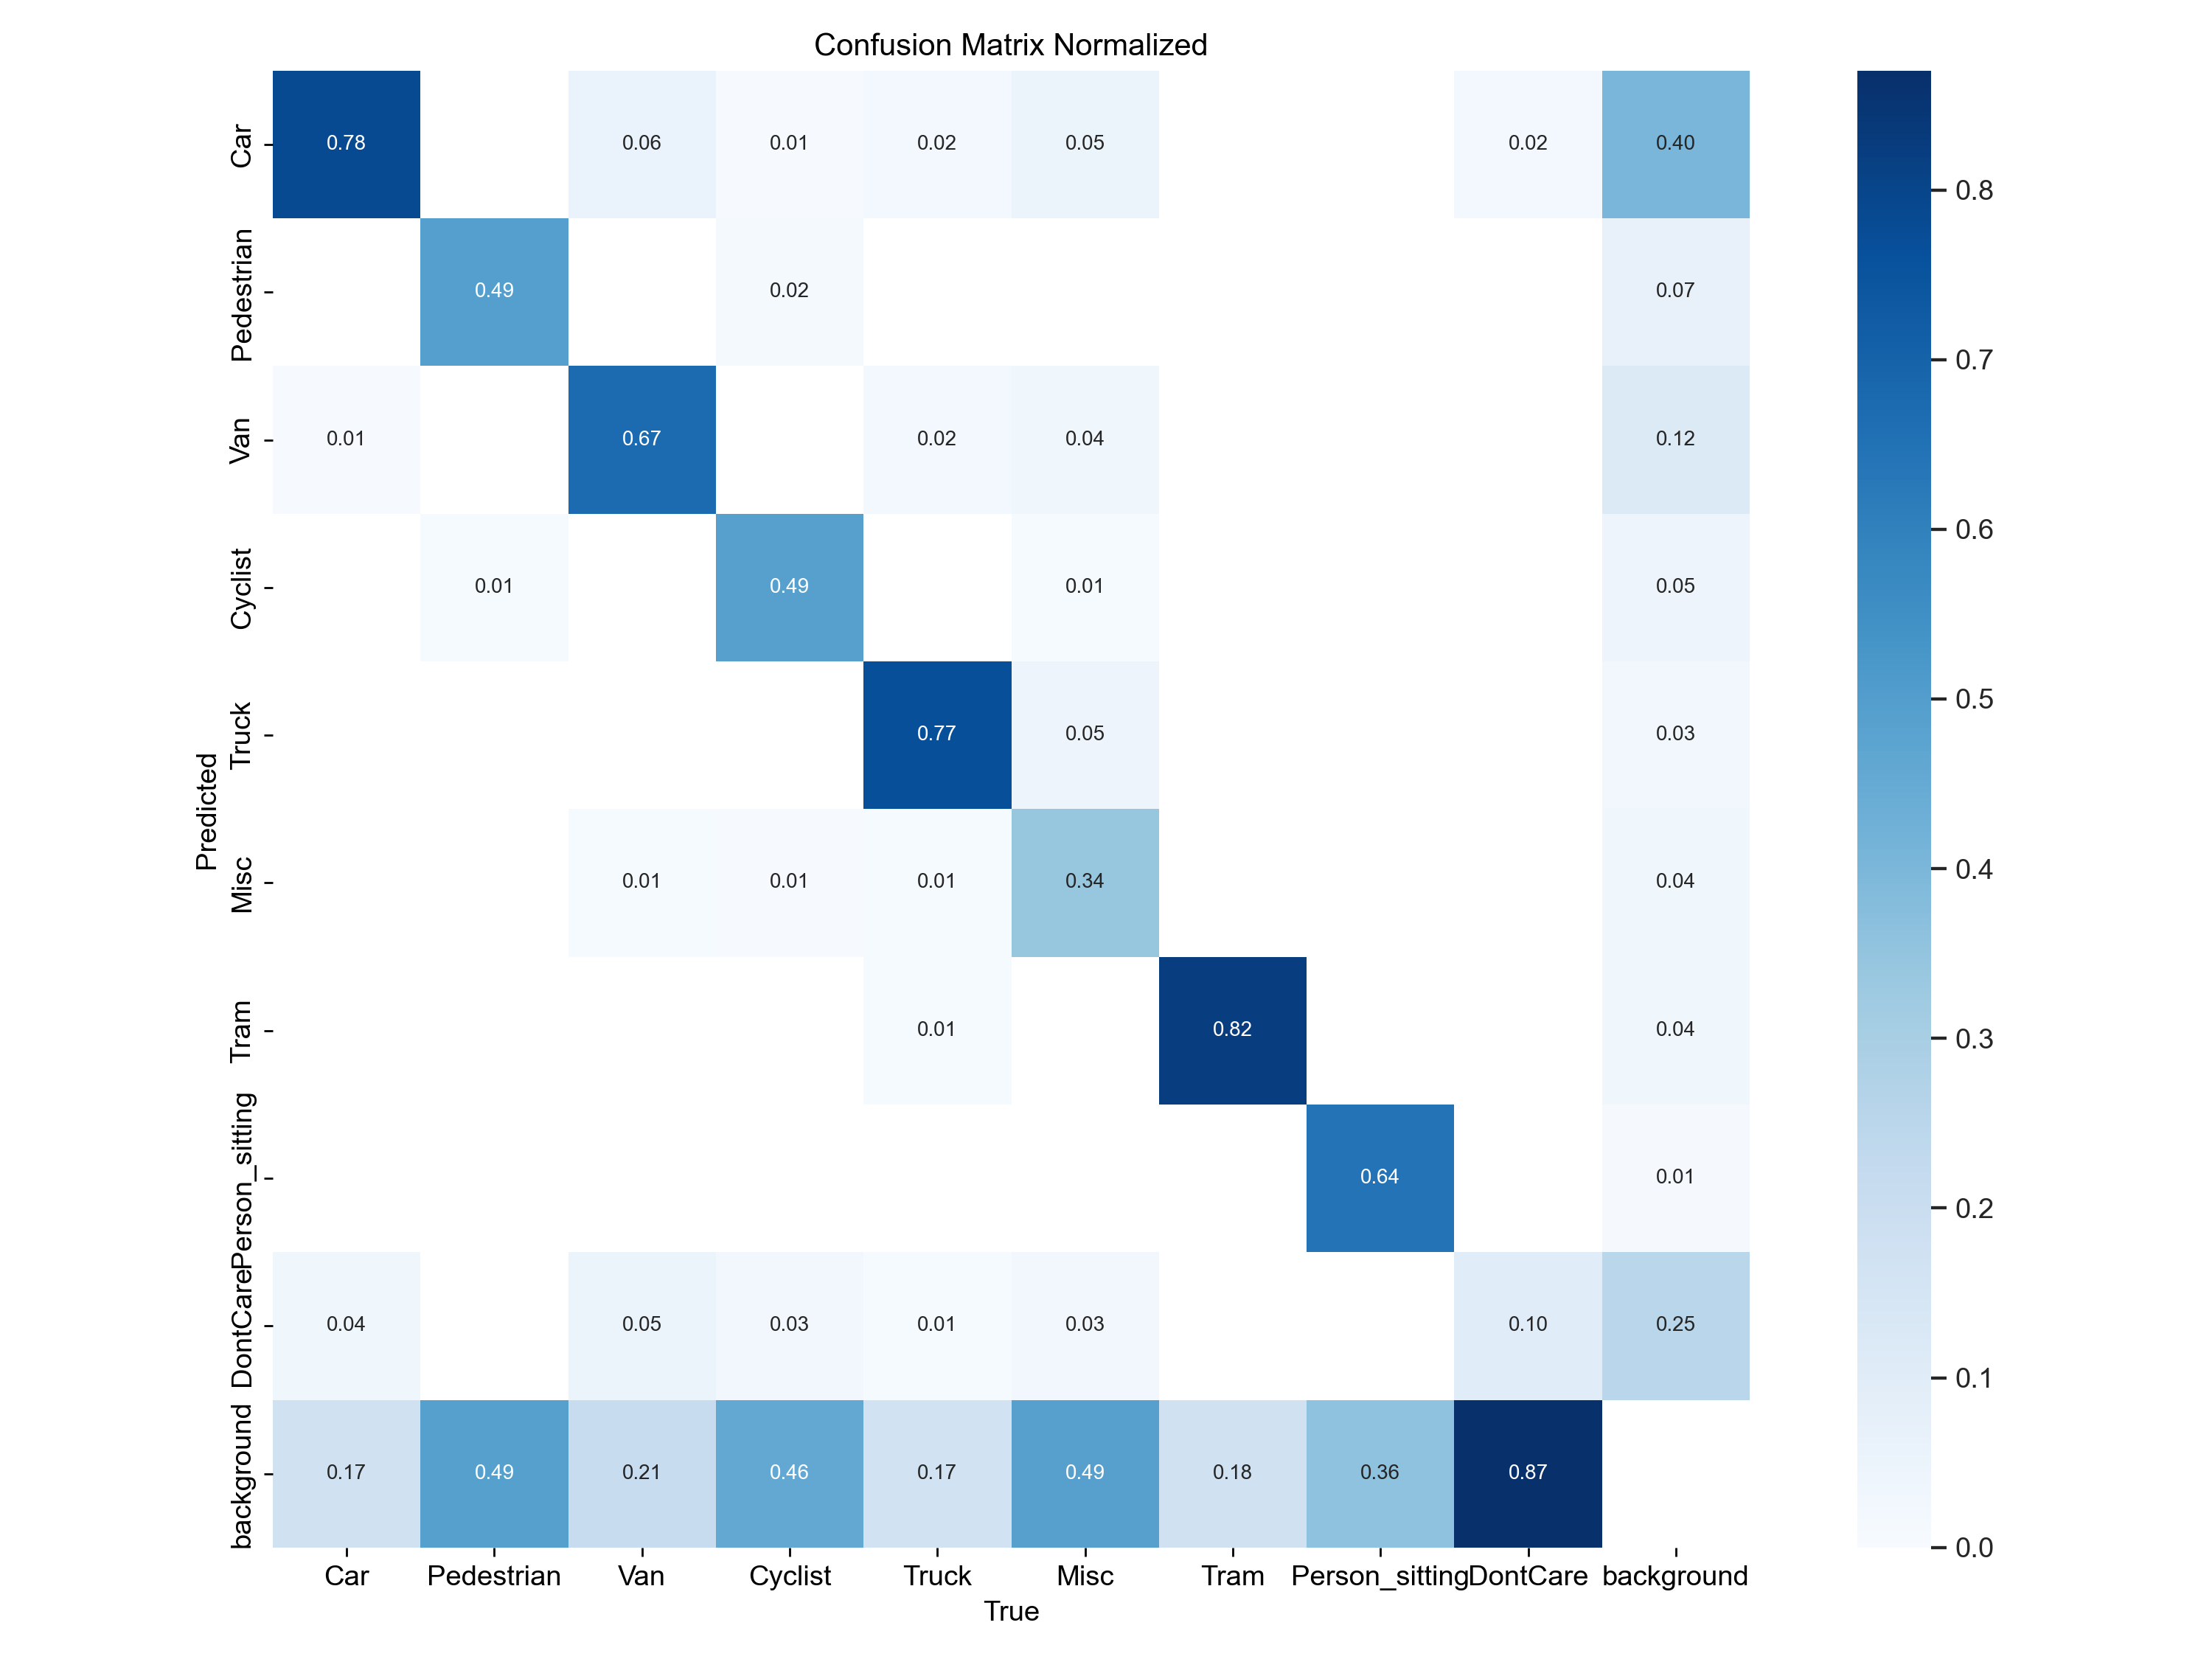 Confusion Matrix Normalized
Car 0.78 0.06 0.01 0.02 0.05 0.02 0.40
Pedestrian 0.49 0.02 0.07
Van 0.01 0.67 0.02 0.04 0.12
Cyclist 0.01 0.49 0.01 0.05
Truck 0.77 0.05 0.03
Misc 0.01 0.01 0.01 0.34 0.04
Tram 0.01 0.82 0.04
Person_sitting 0.64 0.01
DontCare 0.04 0.05 0.03 0.01 0.03 0.10 0.25
background 0.17 0.49 0.21 0.46 0.17 0.49 0.18 0.36 0.87
Predicted
Car Pedestrian Van Cyclist Truck Misc Tram Person_sitting DontCare background
True
0.8
0.7
0.6
0.5
0.4
0.3
0.2
0.1
0.0